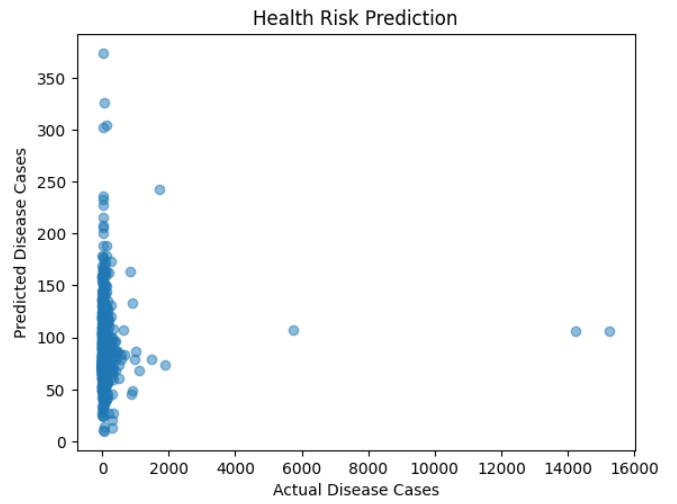 Health Risk Prediction
Predicted Disease Cases
350
300
250
200
150
100
50
0
0 2000 4000 6000 8000 10000 12000 14000 16000
Actual Disease Cases